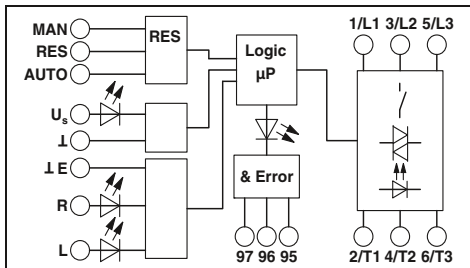 MAN
RES
AUTO
RES
Us
⊥
⊥ E
R
L
Logic
µP
& Error
97 96 95
1/L1 3/L2 5/L3
2/T1 4/T2 6/T3